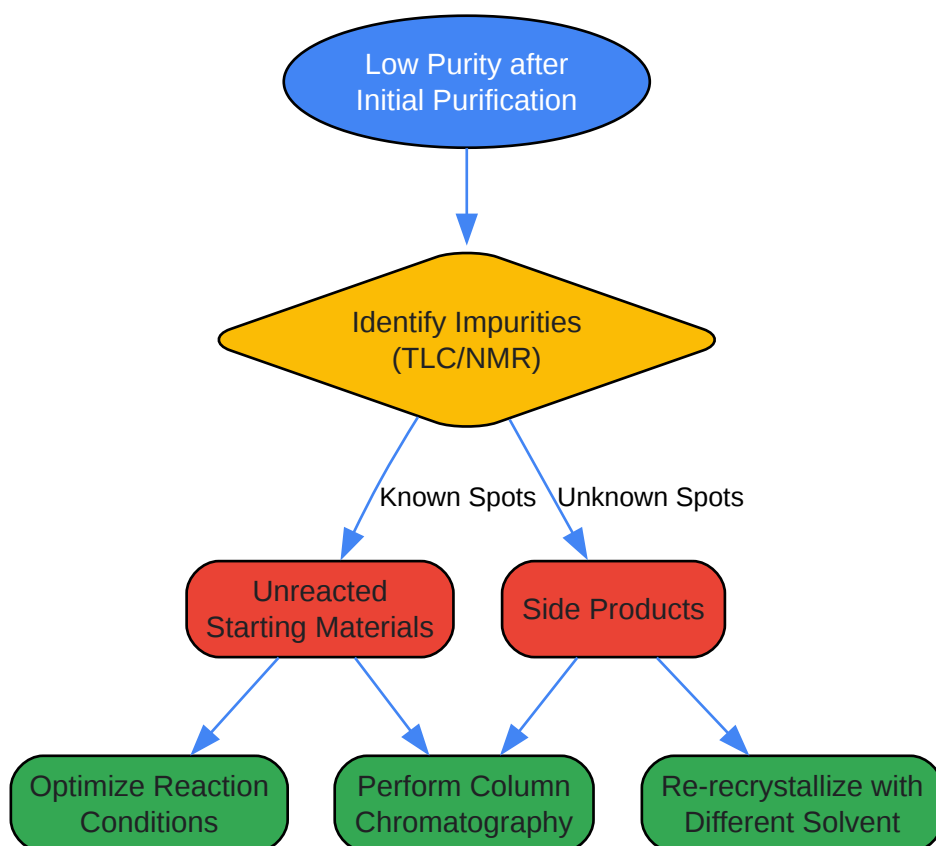 Low Purity after
Initial Purification
Identify Impurities
(TLC/NMR)
Known Spots
Unknown Spots
Unreacted
Starting Materials
Side Products
Optimize Reaction
Conditions
Perform Column
Chromatography
Re-recrystallize with
Different Solvent